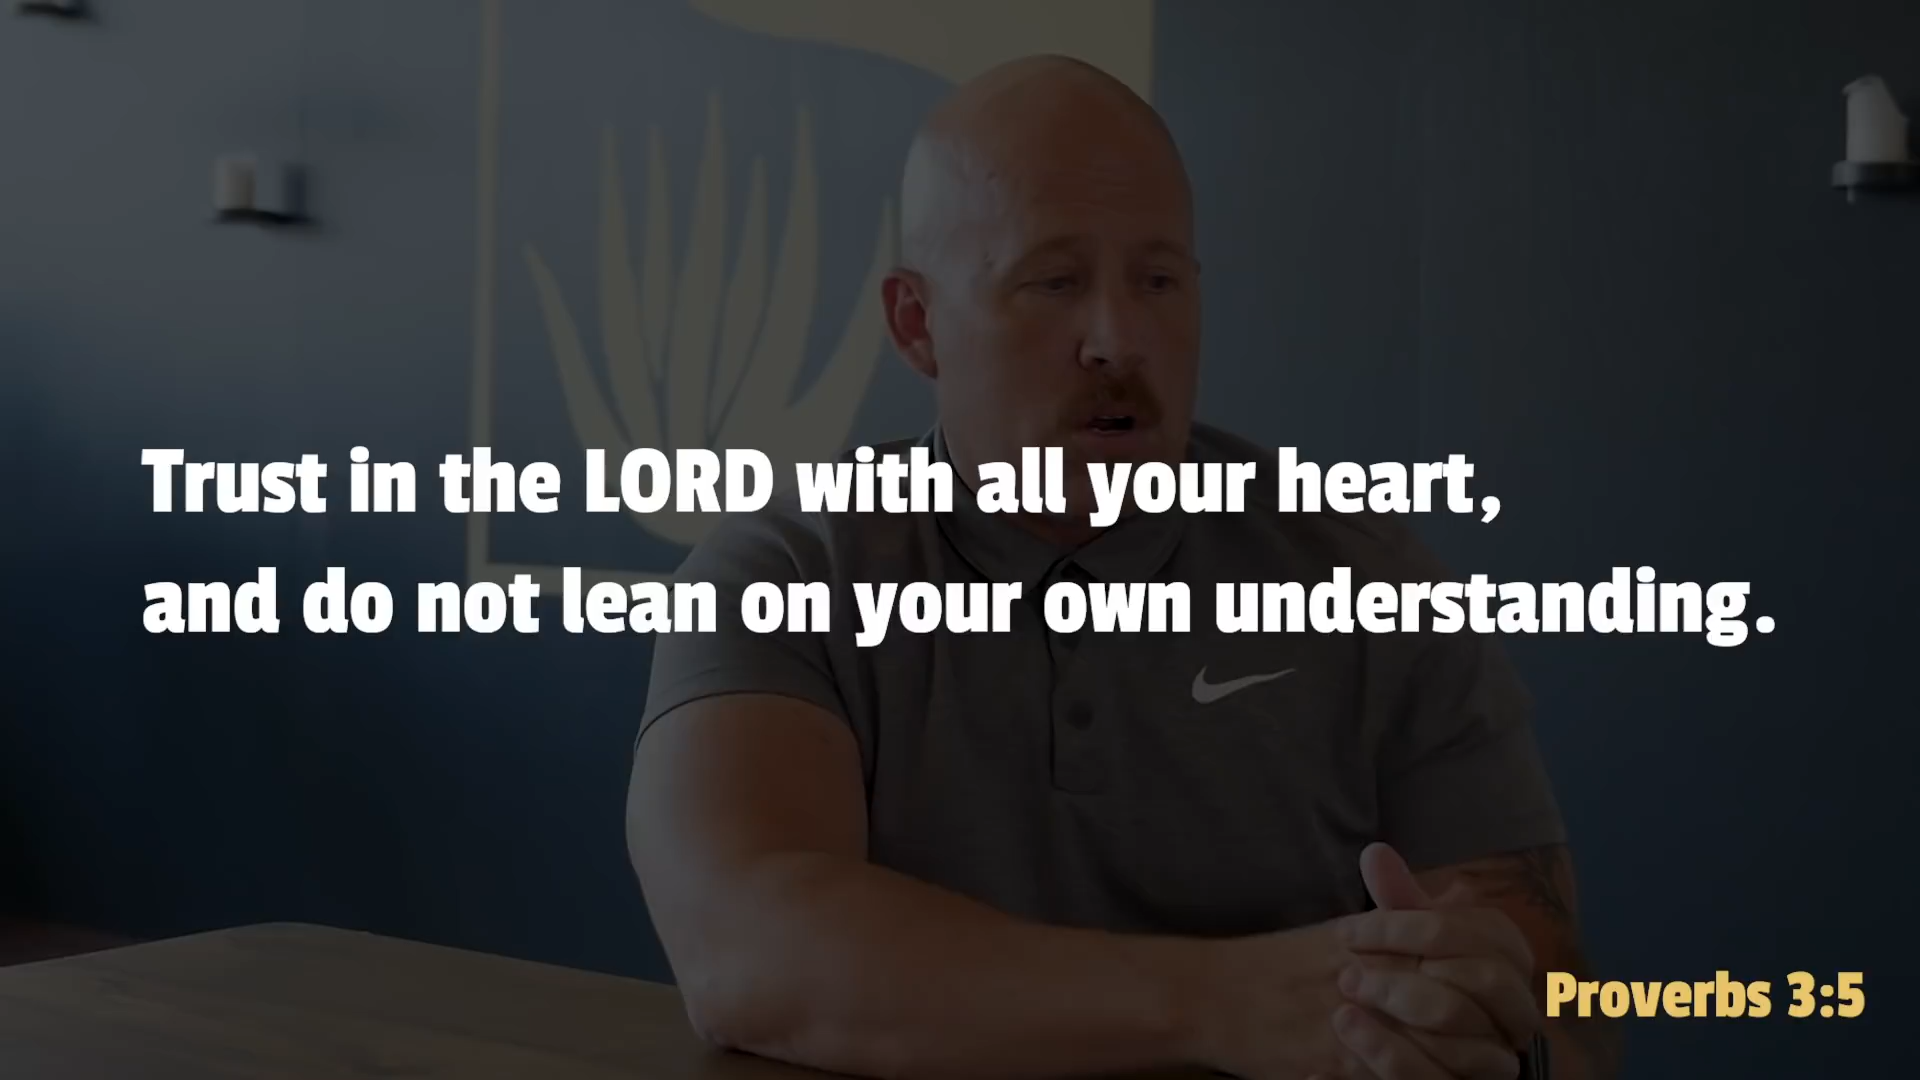 Trust in the LORD with all your heart,
and do not lean on your own understanding.
Proverbs 3:5